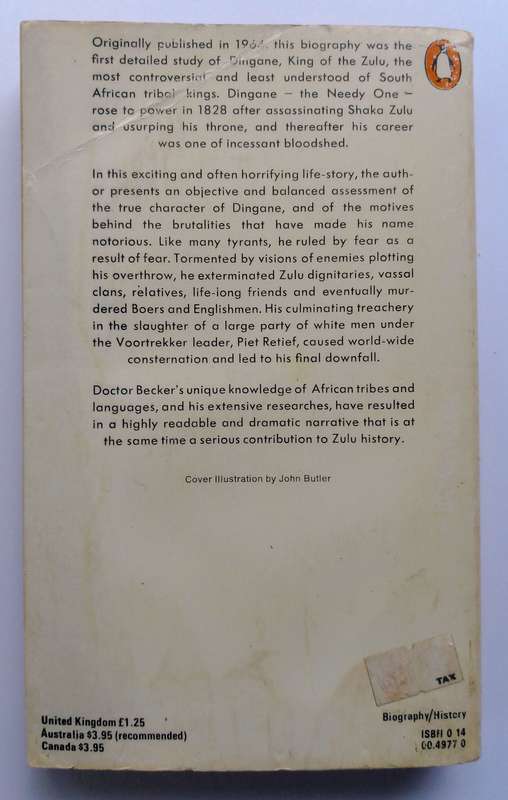 Originally published in 1964, this biography was the
first detailed study of Dingane, King of the Zulu, the
most controversial and least understood of South
African tribal kings. Dingane – the Needy One –
rose to power in 1828 after assassinating Shaka Zulu
and usurping his throne, and thereafter his career
was one of incessant bloodshed.
In this exciting and often horrifying life-story, the auth-
or presents an objective and balanced assessment of
the true character of Dingane, and of the motives
behind the brutalities that have made his name
notorious. Like many tyrants, he ruled by fear as a
result of fear. Tormented by visions of enemies plotting
his overthrow, he exterminated Zulu dignitaries, vassal
clans, relatives, life-long friends and eventually mur-
dered Boers and Englishmen. His culminating treachery
in the slaughter of a large party of white men under
the Voortrekker leader, Piet Retief, caused world-wide
consternation and led to his final downfall.
Doctor Becker's unique knowledge of African tribes and
languages, and his extensive researches, have resulted
in a highly readable and dramatic narrative that is at
the same time a serious contribution to Zulu history.
Cover Illustration by John Butler
TAX
United Kingdom £1.25
Australia $3.95 (recommended)
Canada $3.95
Biography/History
ISBN 0 14
00.4977 0